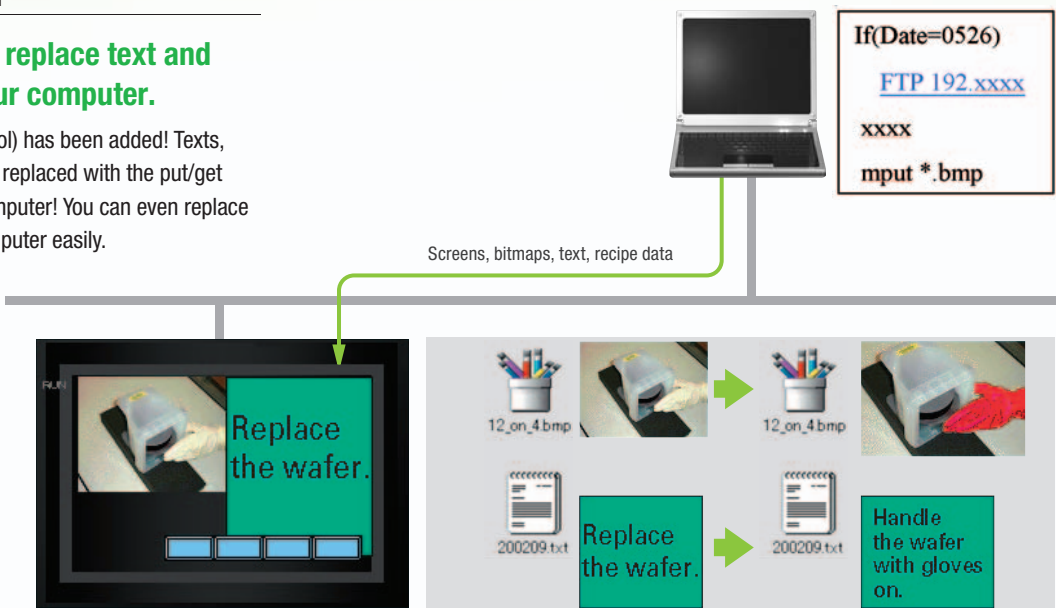 replace text and
ur computer.
ol) has been added! Texts,
replaced with the put/get
mputer! You can even replace
puter easily.
If(Date=0526)
FTP 192.xxxx
xxxx
mput *.bmp
Screens, bitmaps, text, recipe data
RUN
Replace
the wafer.
12_on_4.bmp
12_on_4.bmp
200209.txt
Replace
the wafer.
200209.txt
Handle
the wafer
with gloves
on.